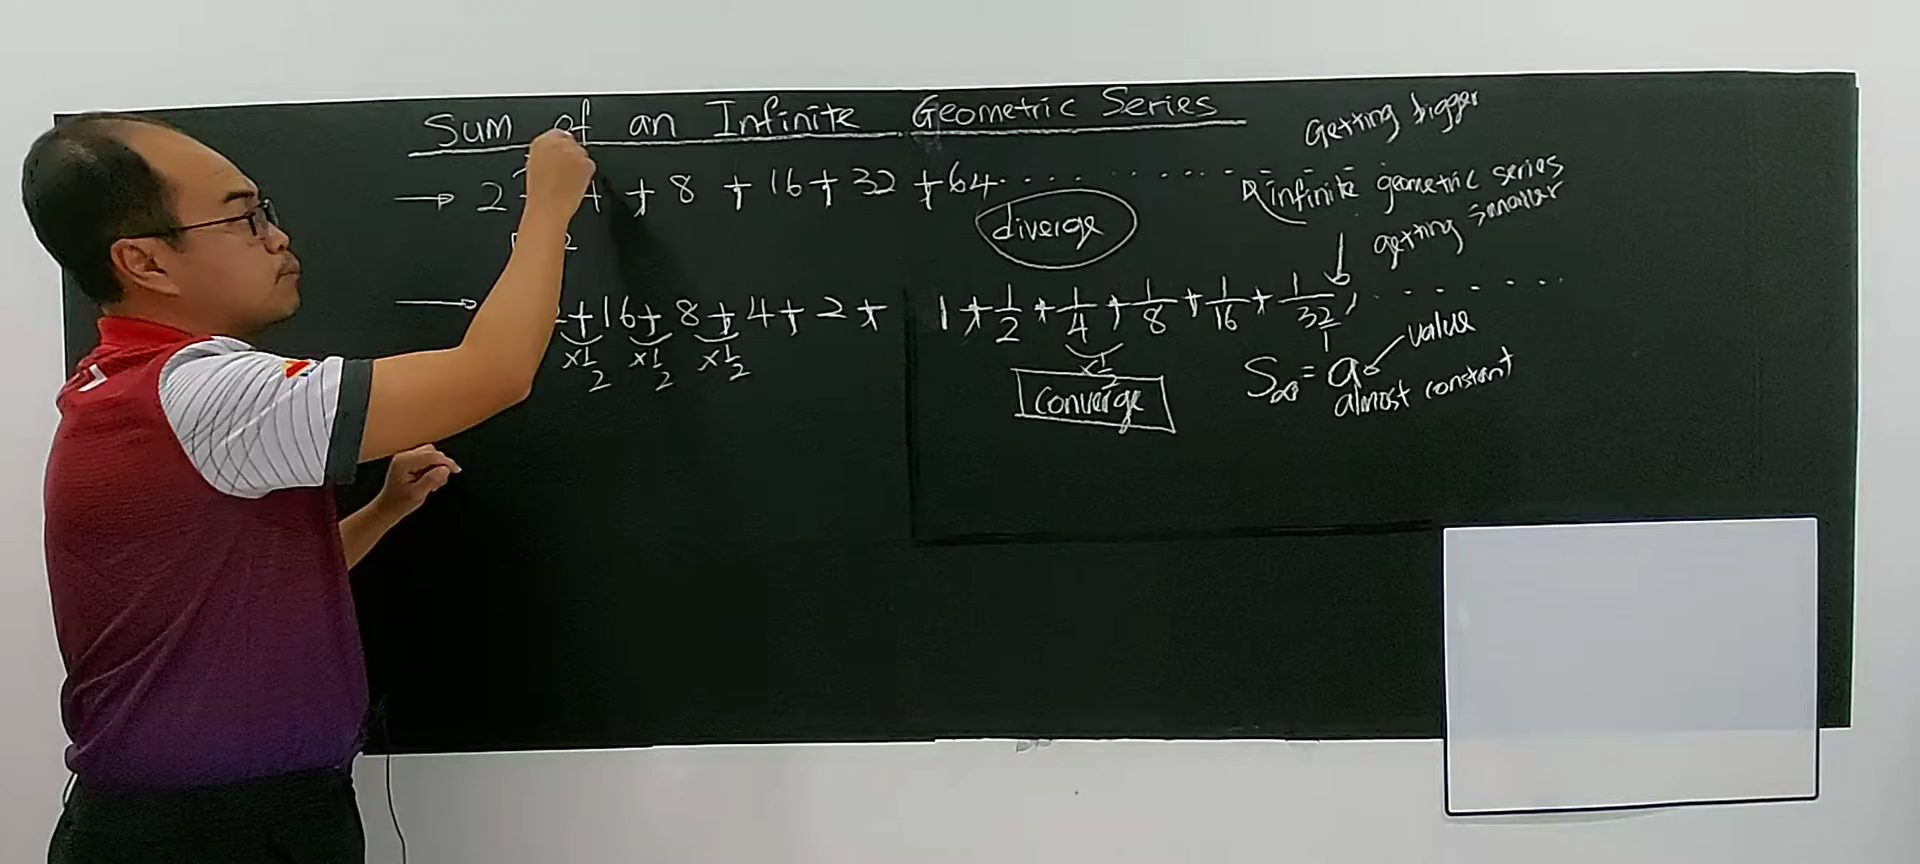 Sum of an Infinite Geometric Series
Getting bigger
→ 2 + 4 + 8 + 16 + 32 + 64 . . . . . . . . . . . .
infinite geometric series
diverge
getting smaller
→ + 16 + 8 + 4 + 2 + 1 + 1/2 + 1/4 + 1/8 + 1/16 + 1/32 , . . . . . . .
×1/2 ×1/2 ×1/2 ×1/2
value
S∞ = a
almost constant
Converge